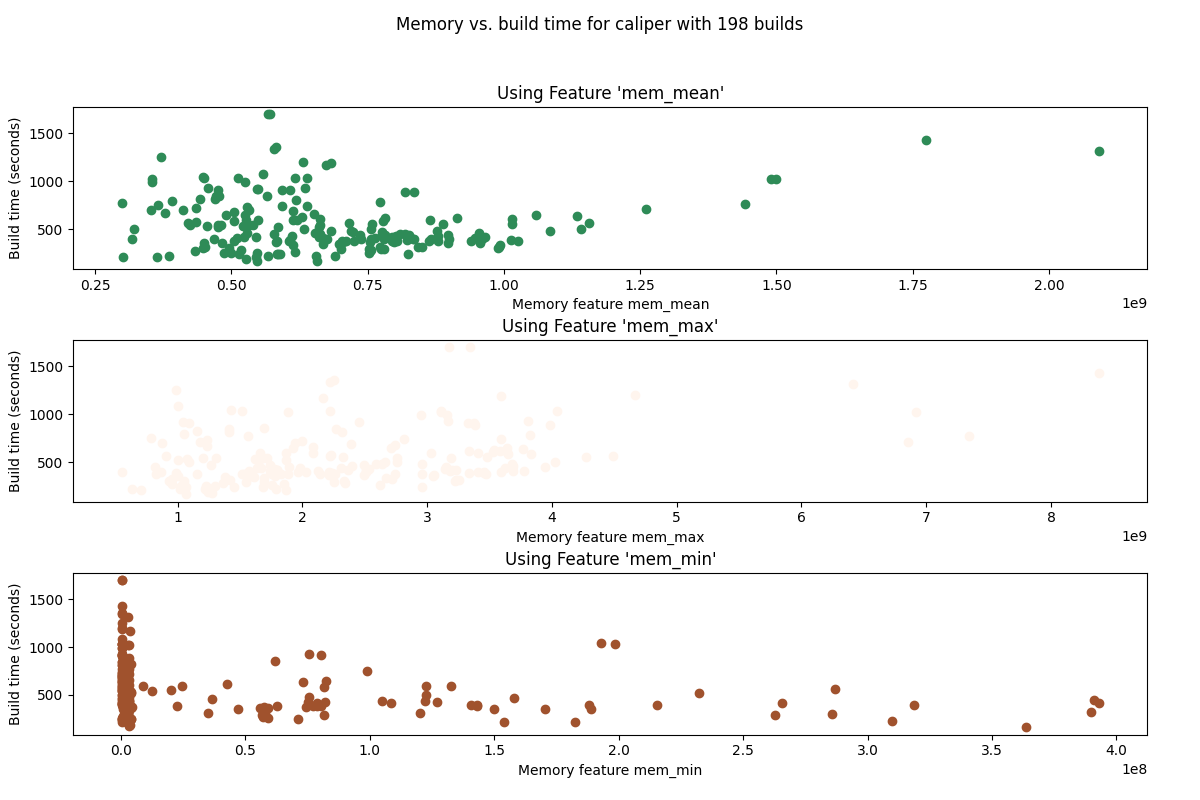 Memory vs. build time for caliper with 198 builds
Using Feature 'mem_mean'
Build time (seconds)
1500
1000
500
0.25 0.50 0.75 1.00 1.25 1.50 1.75 2.00
1e9
Memory feature mem_mean
Using Feature 'mem_max'
Build time (seconds)
1500
1000
500
1 2 3 4 5 6 7 8
1e9
Memory feature mem_max
Using Feature 'mem_min'
Build time (seconds)
1500
1000
500
0.0 0.5 1.0 1.5 2.0 2.5 3.0 3.5 4.0
1e8
Memory feature mem_min